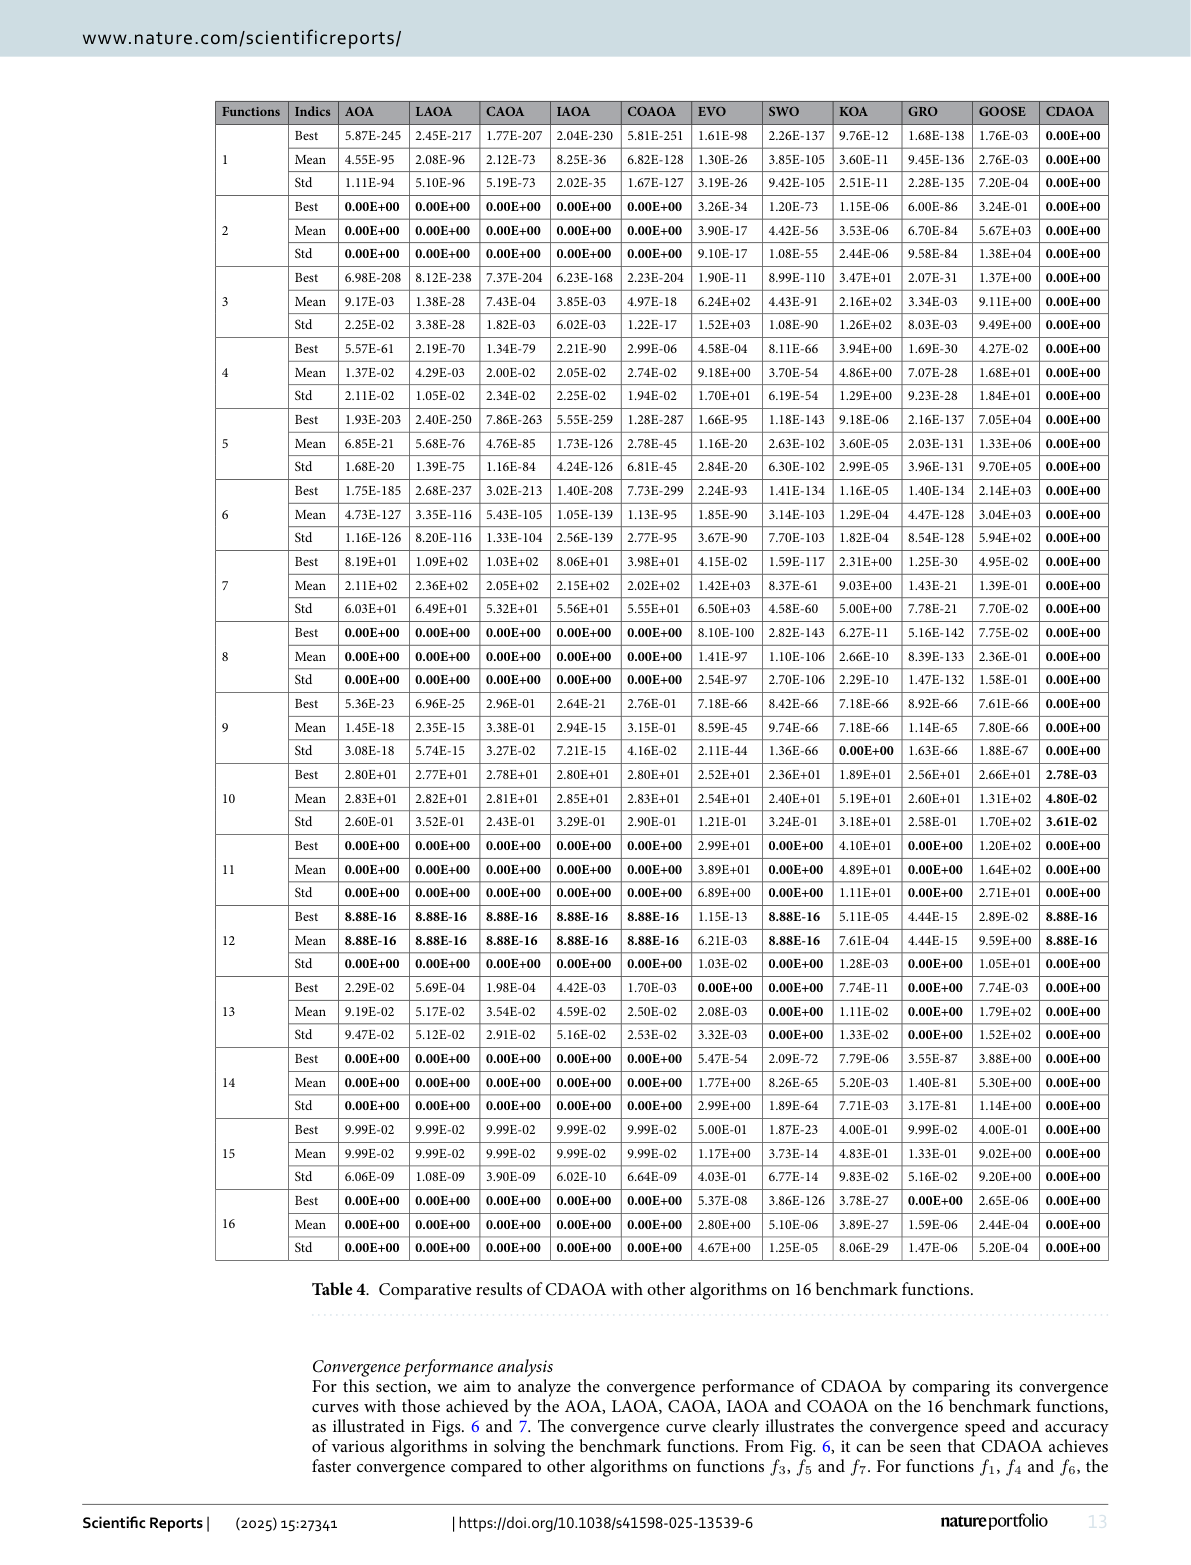 www.nature.com/scientificreports/
Functions Indics AOA LAOA CAOA IAOA COAOA EVO SWO KOA GRO GOOSE CDAOA
Best 5.87E-245 2.45E-217 1.77E-207 2.04E-230 5.81E-251 1.61E-98 2.26E-137 9.76E-12 1.68E-138 1.76E-03 0.00E+00
1 Mean 4.55E-95 2.08E-96 2.12E-73 8.25E-36 6.82E-128 1.30E-26 3.85E-105 3.60E-11 9.45E-136 2.76E-03 0.00E+00
Std 1.11E-94 5.10E-96 5.19E-73 2.02E-35 1.67E-127 3.19E-26 9.42E-105 2.51E-11 2.28E-135 7.20E-04 0.00E+00
Best 0.00E+00 0.00E+00 0.00E+00 0.00E+00 0.00E+00 3.26E-34 1.20E-73 1.15E-06 6.00E-86 3.24E-01 0.00E+00
2 Mean 0.00E+00 0.00E+00 0.00E+00 0.00E+00 0.00E+00 3.90E-17 4.42E-56 3.53E-06 6.70E-84 5.67E+03 0.00E+00
Std 0.00E+00 0.00E+00 0.00E+00 0.00E+00 0.00E+00 9.10E-17 1.08E-55 2.44E-06 9.58E-84 1.38E+04 0.00E+00
Best 6.98E-208 8.12E-238 7.37E-204 6.23E-168 2.23E-204 1.90E-11 8.99E-110 3.47E+01 2.07E-31 1.37E+00 0.00E+00
3 Mean 9.17E-03 1.38E-28 7.43E-04 3.85E-03 4.97E-18 6.24E+02 4.43E-91 2.16E+02 3.34E-03 9.11E+00 0.00E+00
Std 2.25E-02 3.38E-28 1.82E-03 6.02E-03 1.22E-17 1.52E+03 1.08E-90 1.26E+02 8.03E-03 9.49E+00 0.00E+00
Best 5.57E-61 2.19E-70 1.34E-79 2.21E-90 2.99E-06 4.58E-04 8.11E-66 3.94E+00 1.69E-30 4.27E-02 0.00E+00
4 Mean 1.37E-02 4.29E-03 2.00E-02 2.05E-02 2.74E-02 9.18E+00 3.70E-54 4.86E+00 7.07E-28 1.68E+01 0.00E+00
Std 2.11E-02 1.05E-02 2.34E-02 2.25E-02 1.94E-02 1.70E+01 6.19E-54 1.29E+00 9.23E-28 1.84E+01 0.00E+00
Best 1.93E-203 2.40E-250 7.86E-263 5.55E-259 1.28E-287 1.66E-95 1.18E-143 9.18E-06 2.16E-137 7.05E+04 0.00E+00
5 Mean 6.85E-21 5.68E-76 4.76E-85 1.73E-126 2.78E-45 1.16E-20 2.63E-102 3.60E-05 2.03E-131 1.33E+06 0.00E+00
Std 1.68E-20 1.39E-75 1.16E-84 4.24E-126 6.81E-45 2.84E-20 6.30E-102 2.99E-05 3.96E-131 9.70E+05 0.00E+00
Best 1.75E-185 2.68E-237 3.02E-213 1.40E-208 7.73E-299 2.24E-93 1.41E-134 1.16E-05 1.40E-134 2.14E+03 0.00E+00
6 Mean 4.73E-127 3.35E-116 5.43E-105 1.05E-139 1.13E-95 1.85E-90 3.14E-103 1.29E-04 4.47E-128 3.04E+03 0.00E+00
Std 1.16E-126 8.20E-116 1.33E-104 2.56E-139 2.77E-95 3.67E-90 7.70E-103 1.82E-04 8.54E-128 5.94E+02 0.00E+00
Best 8.19E+01 1.09E+02 1.03E+02 8.06E+01 3.98E+01 4.15E-02 1.59E-117 2.31E+00 1.25E-30 4.95E-02 0.00E+00
7 Mean 2.11E+02 2.36E+02 2.05E+02 2.15E+02 2.02E+02 1.42E+03 8.37E-61 9.03E+00 1.43E-21 1.39E-01 0.00E+00
Std 6.03E+01 6.49E+01 5.32E+01 5.56E+01 5.55E+01 6.50E+03 4.58E-60 5.00E+00 7.78E-21 7.70E-02 0.00E+00
Best 0.00E+00 0.00E+00 0.00E+00 0.00E+00 0.00E+00 8.10E-100 2.82E-143 6.27E-11 5.16E-142 7.75E-02 0.00E+00
8 Mean 0.00E+00 0.00E+00 0.00E+00 0.00E+00 0.00E+00 1.41E-97 1.10E-106 2.66E-10 8.39E-133 2.36E-01 0.00E+00
Std 0.00E+00 0.00E+00 0.00E+00 0.00E+00 0.00E+00 2.54E-97 2.70E-106 2.29E-10 1.47E-132 1.58E-01 0.00E+00
Best 5.36E-23 6.96E-25 2.96E-01 2.64E-21 2.76E-01 7.18E-66 8.42E-66 7.18E-66 8.92E-66 7.61E-66 0.00E+00
9 Mean 1.45E-18 2.35E-15 3.38E-01 2.94E-15 3.15E-01 8.59E-45 9.74E-66 7.18E-66 1.14E-65 7.80E-66 0.00E+00
Std 3.08E-18 5.74E-15 3.27E-02 7.21E-15 4.16E-02 2.11E-44 1.36E-66 0.00E+00 1.63E-66 1.88E-67 0.00E+00
Best 2.80E+01 2.77E+01 2.78E+01 2.80E+01 2.80E+01 2.52E+01 2.36E+01 1.89E+01 2.56E+01 2.66E+01 2.78E-03
10 Mean 2.83E+01 2.82E+01 2.81E+01 2.85E+01 2.83E+01 2.54E+01 2.40E+01 5.19E+01 2.60E+01 1.31E+02 4.80E-02
Std 2.60E-01 3.52E-01 2.43E-01 3.29E-01 2.90E-01 1.21E-01 3.24E-01 3.18E+01 2.58E-01 1.70E+02 3.61E-02
Best 0.00E+00 0.00E+00 0.00E+00 0.00E+00 0.00E+00 2.99E+01 0.00E+00 4.10E+01 0.00E+00 1.20E+02 0.00E+00
11 Mean 0.00E+00 0.00E+00 0.00E+00 0.00E+00 0.00E+00 3.89E+01 0.00E+00 4.89E+01 0.00E+00 1.64E+02 0.00E+00
Std 0.00E+00 0.00E+00 0.00E+00 0.00E+00 0.00E+00 6.89E+00 0.00E+00 1.11E+01 0.00E+00 2.71E+01 0.00E+00
Best 8.88E-16 8.88E-16 8.88E-16 8.88E-16 8.88E-16 1.15E-13 8.88E-16 5.11E-05 4.44E-15 2.89E-02 8.88E-16
12 Mean 8.88E-16 8.88E-16 8.88E-16 8.88E-16 8.88E-16 6.21E-03 8.88E-16 7.61E-04 4.44E-15 9.59E+00 8.88E-16
Std 0.00E+00 0.00E+00 0.00E+00 0.00E+00 0.00E+00 1.03E-02 0.00E+00 1.28E-03 0.00E+00 1.05E+01 0.00E+00
Best 2.29E-02 5.69E-04 1.98E-04 4.42E-03 1.70E-03 0.00E+00 0.00E+00 7.74E-11 0.00E+00 7.74E-03 0.00E+00
13 Mean 9.19E-02 5.17E-02 3.54E-02 4.59E-02 2.50E-02 2.08E-03 0.00E+00 1.11E-02 0.00E+00 1.79E+02 0.00E+00
Std 9.47E-02 5.12E-02 2.91E-02 5.16E-02 2.53E-02 3.32E-03 0.00E+00 1.33E-02 0.00E+00 1.52E+02 0.00E+00
Best 0.00E+00 0.00E+00 0.00E+00 0.00E+00 0.00E+00 5.47E-54 2.09E-72 7.79E-06 3.55E-87 3.88E+00 0.00E+00
14 Mean 0.00E+00 0.00E+00 0.00E+00 0.00E+00 0.00E+00 1.77E+00 8.26E-65 5.20E-03 1.40E-81 5.30E+00 0.00E+00
Std 0.00E+00 0.00E+00 0.00E+00 0.00E+00 0.00E+00 2.99E+00 1.89E-64 7.71E-03 3.17E-81 1.14E+00 0.00E+00
Best 9.99E-02 9.99E-02 9.99E-02 9.99E-02 9.99E-02 5.00E-01 1.87E-23 4.00E-01 9.99E-02 4.00E-01 0.00E+00
15 Mean 9.99E-02 9.99E-02 9.99E-02 9.99E-02 9.99E-02 1.17E+00 3.73E-14 4.83E-01 1.33E-01 9.02E+00 0.00E+00
Std 6.06E-09 1.08E-09 3.90E-09 6.02E-10 6.64E-09 4.03E-01 6.77E-14 9.83E-02 5.16E-02 9.20E+00 0.00E+00
Best 0.00E+00 0.00E+00 0.00E+00 0.00E+00 0.00E+00 5.37E-08 3.86E-126 3.78E-27 0.00E+00 2.65E-06 0.00E+00
16 Mean 0.00E+00 0.00E+00 0.00E+00 0.00E+00 0.00E+00 2.80E+00 5.10E-06 3.89E-27 1.59E-06 2.44E-04 0.00E+00
Std 0.00E+00 0.00E+00 0.00E+00 0.00E+00 0.00E+00 4.67E+00 1.25E-05 8.06E-29 1.47E-06 5.20E-04 0.00E+00
Table 4. Comparative results of CDAOA with other algorithms on 16 benchmark functions.
Convergence performance analysis
For this section, we aim to analyze the convergence performance of CDAOA by comparing its convergence
curves with those achieved by the AOA, LAOA, CAOA, IAOA and COAOA on the 16 benchmark functions,
as illustrated in Figs. 6 and 7. The convergence curve clearly illustrates the convergence speed and accuracy
of various algorithms in solving the benchmark functions. From Fig. 6, it can be seen that CDAOA achieves
faster convergence compared to other algorithms on functions f3, f5 and f7. For functions f1, f4 and f6, the
Scientific Reports | (2025) 15:27341 | https://doi.org/10.1038/s41598-025-13539-6 nature portfolio 13